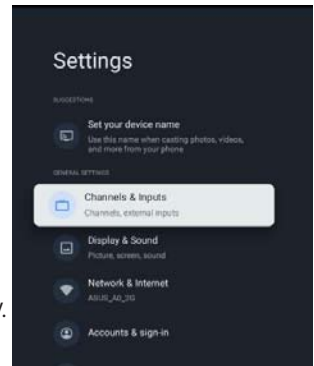 Settings
SUGGESTIONS
Set your device name
Use this name when casting photos, videos,
and more from your phone
GENERAL SETTINGS
Channels & Inputs
Channels, external inputs
Display & Sound
Picture, screen, sound
Network & Internet
Accounts & sign-in